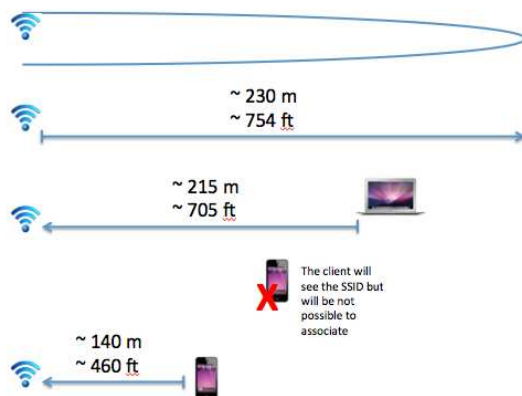 ~ 230 m
~ 754 ft
~ 215 m
~ 705 ft
The client will
see the SSID but
will be not
possible to
associate
~ 140 m
~ 460 ft